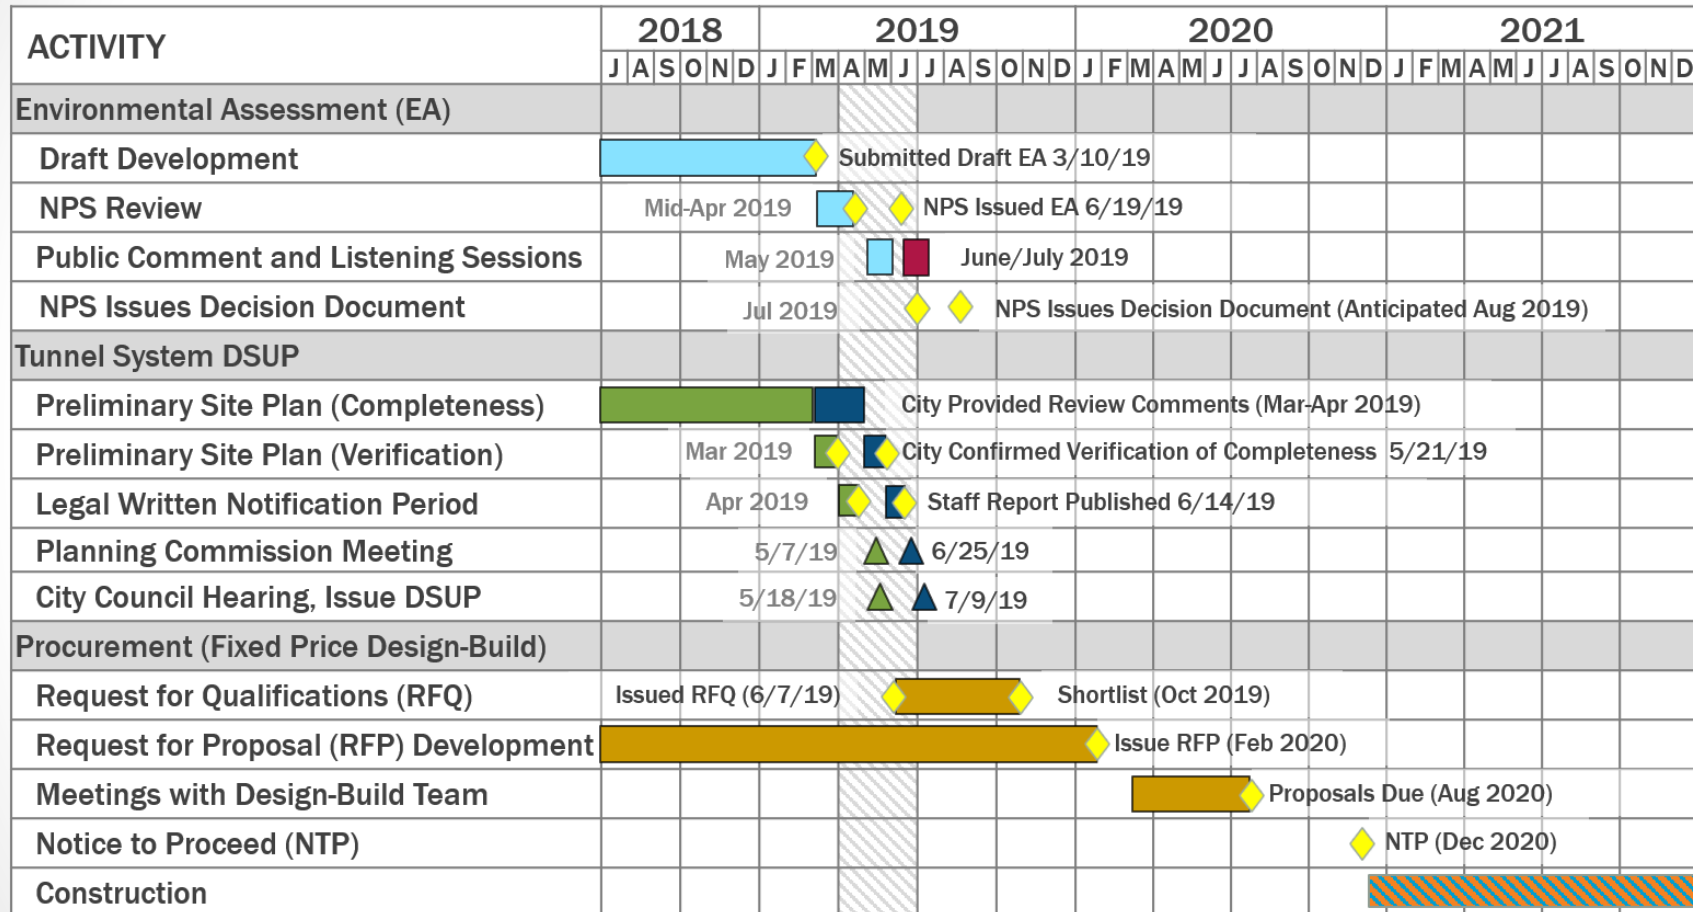 ACTIVITY 2018 2019 2020 2021
J A S O N D J F M A M J J A S O N D J F M A M J J A S O N D J F M A M J J A S O N D
Environmental Assessment (EA)
Draft Development Submitted Draft EA 3/10/19
NPS Review Mid-Apr 2019 NPS Issued EA 6/19/19
Public Comment and Listening Sessions May 2019 June/July 2019
NPS Issues Decision Document Jul 2019 NPS Issues Decision Document (Anticipated Aug 2019)
Tunnel System DSUP
Preliminary Site Plan (Completeness) City Provided Review Comments (Mar-Apr 2019)
Preliminary Site Plan (Verification) Mar 2019 City Confirmed Verification of Completeness 5/21/19
Legal Written Notification Period Apr 2019 Staff Report Published 6/14/19
Planning Commission Meeting 5/7/19 6/25/19
City Council Hearing, Issue DSUP 5/18/19 7/9/19
Procurement (Fixed Price Design-Build)
Request for Qualifications (RFQ) Issued RFQ (6/7/19) Shortlist (Oct 2019)
Request for Proposal (RFP) Development Issue RFP (Feb 2020)
Meetings with Design-Build Team Proposals Due (Aug 2020)
Notice to Proceed (NTP) NTP (Dec 2020)
Construction